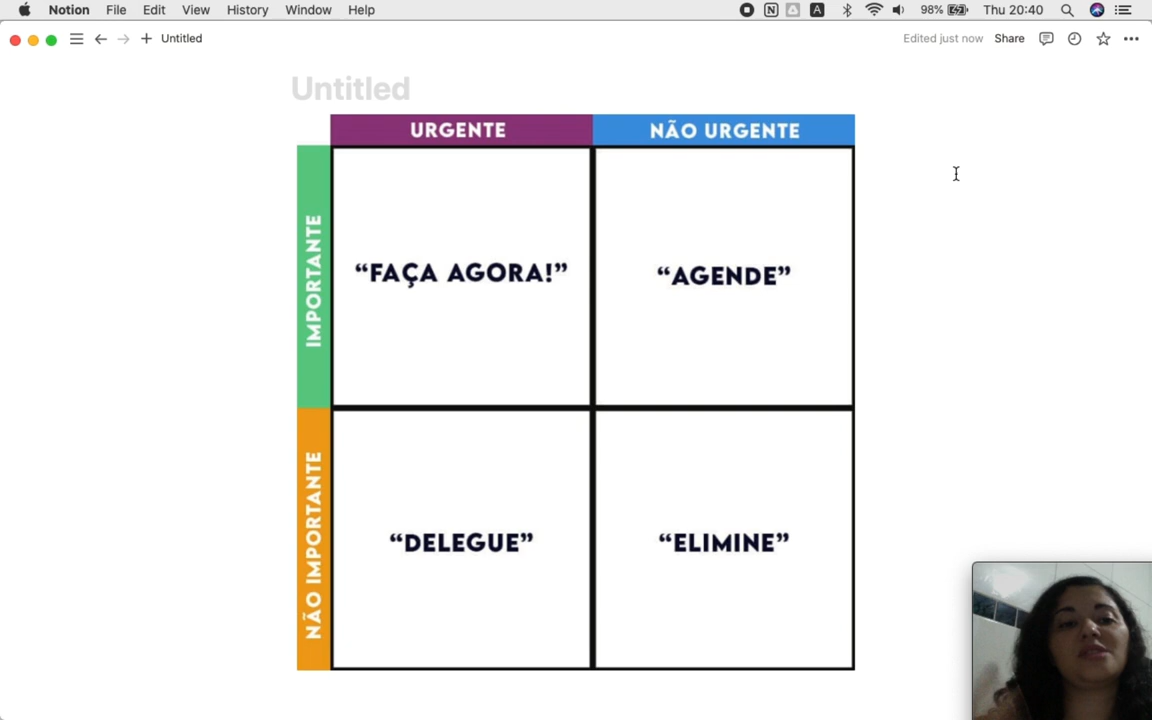 Notion File Edit View History Window Help 98% Thu 20:40
Untitled Edited just now Share
Untitled
URGENTE NÃO URGENTE
IMPORTANTE
“FAÇA AGORA!” “AGENDE”
NÃO IMPORTANTE
“DELEGUE” “ELIMINE”